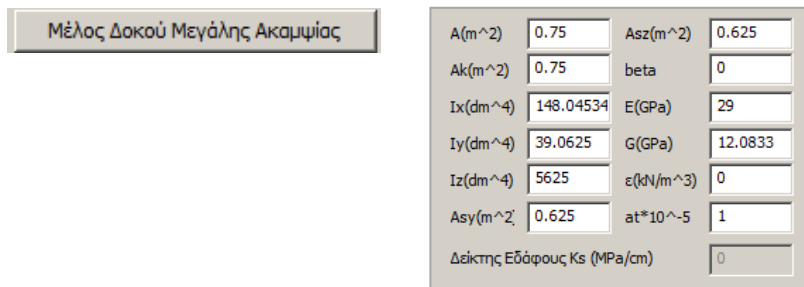 Μέλος Δοκού Μεγάλης Ακαμψίας
A(m^2) 0.75 Asz(m^2) 0.625
Ak(m^2) 0.75 beta 0
Ix(dm^4) 148.04534 E(GPa) 29
Iy(dm^4) 39.0625 G(GPa) 12.0833
Iz(dm^4) 5625 ε(kN/m^3) 0
Asy(m^2) 0.625 at*10^-5 1
Δείκτης Εδάφους Ks (MPa/cm) 0